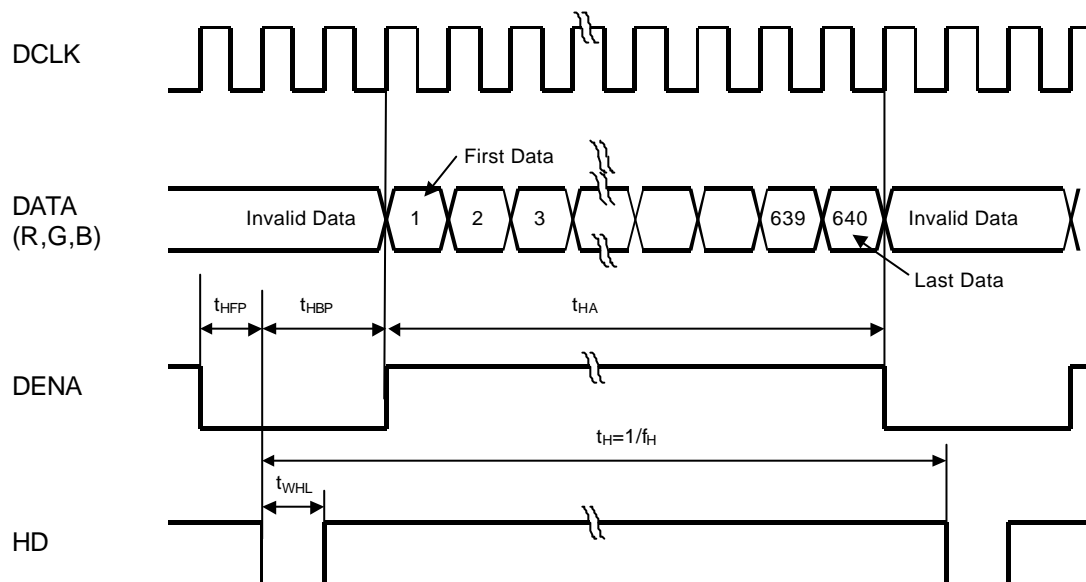 DCLK
First Data
DATA
(R,G,B)
Invalid Data 1 2 3 639 640 Invalid Data
Last Data
tHFP tHBP tHA
DENA
tH=1/fH
tWHL
HD